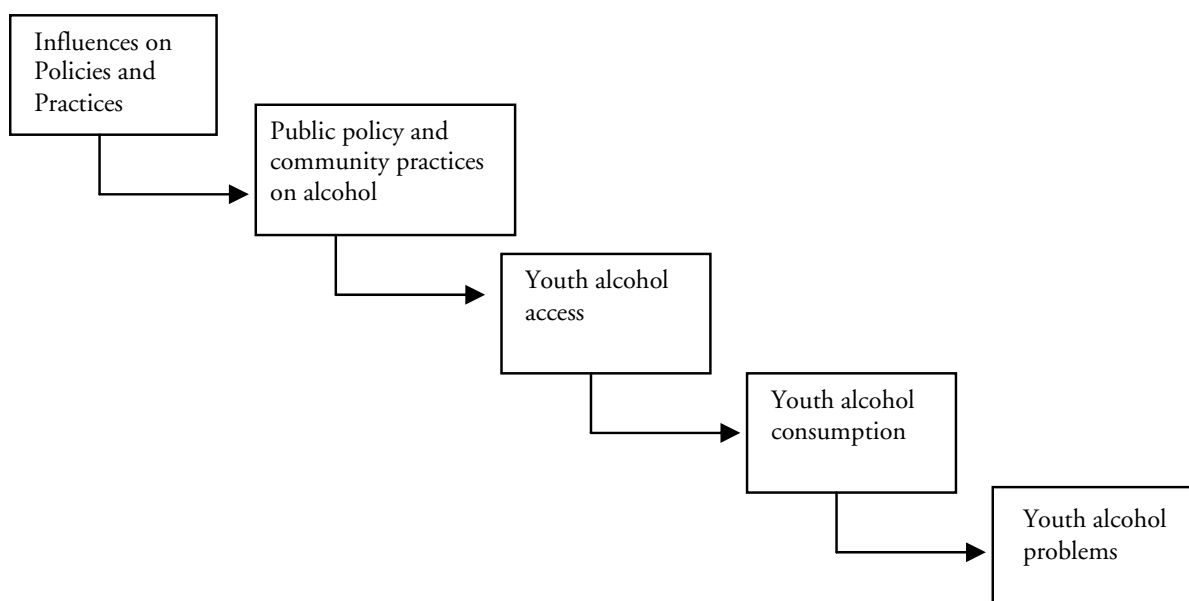 Influences on
Policies and
Practices
Public policy and
community practices
on alcohol
Youth alcohol
access
Youth alcohol
consumption
Youth alcohol
problems